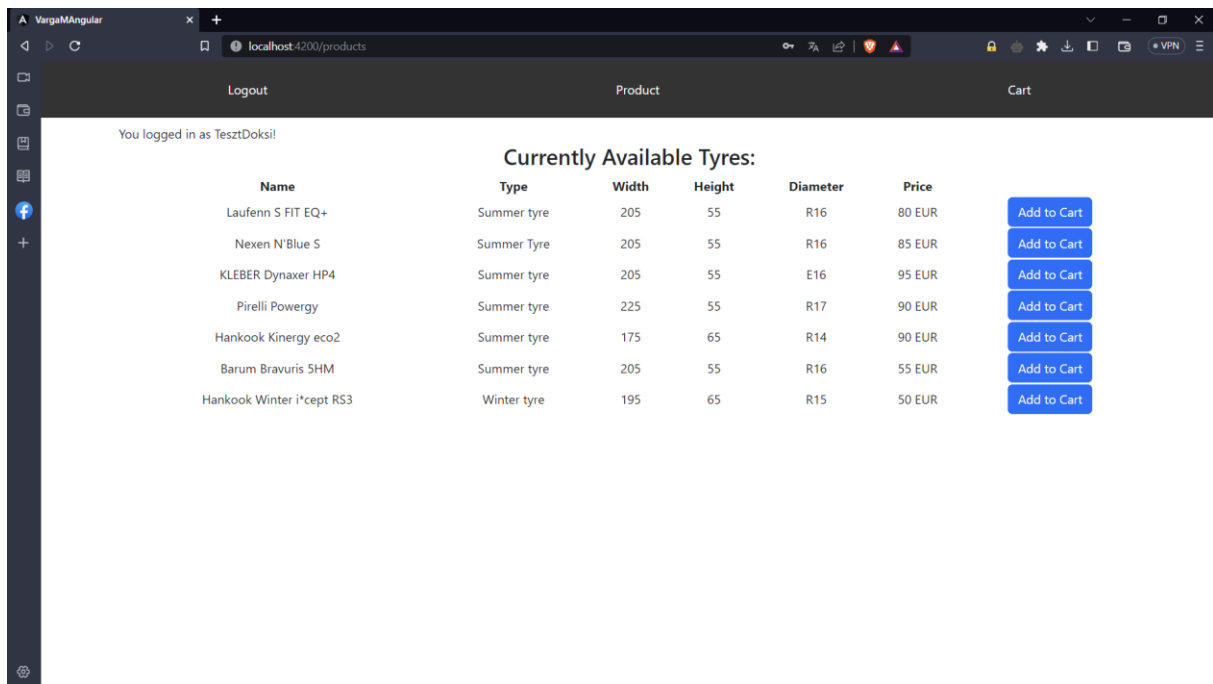 VargaMAngular
localhost:4200/products
VPN
Logout Product Cart
You logged in as TesztDoksi!
Currently Available Tyres:
Name Type Width Height Diameter Price
Laufenn S FIT EQ+ Summer tyre 205 55 R16 80 EUR Add to Cart
Nexen N'Blue S Summer Tyre 205 55 R16 85 EUR Add to Cart
KLEBER Dynaxer HP4 Summer tyre 205 55 E16 95 EUR Add to Cart
Pirelli Powergy Summer tyre 225 55 R17 90 EUR Add to Cart
Hankook Kinergy eco2 Summer tyre 175 65 R14 90 EUR Add to Cart
Barum Bravuris 5HM Summer tyre 205 55 R16 55 EUR Add to Cart
Hankook Winter i*cept RS3 Winter tyre 195 65 R15 50 EUR Add to Cart